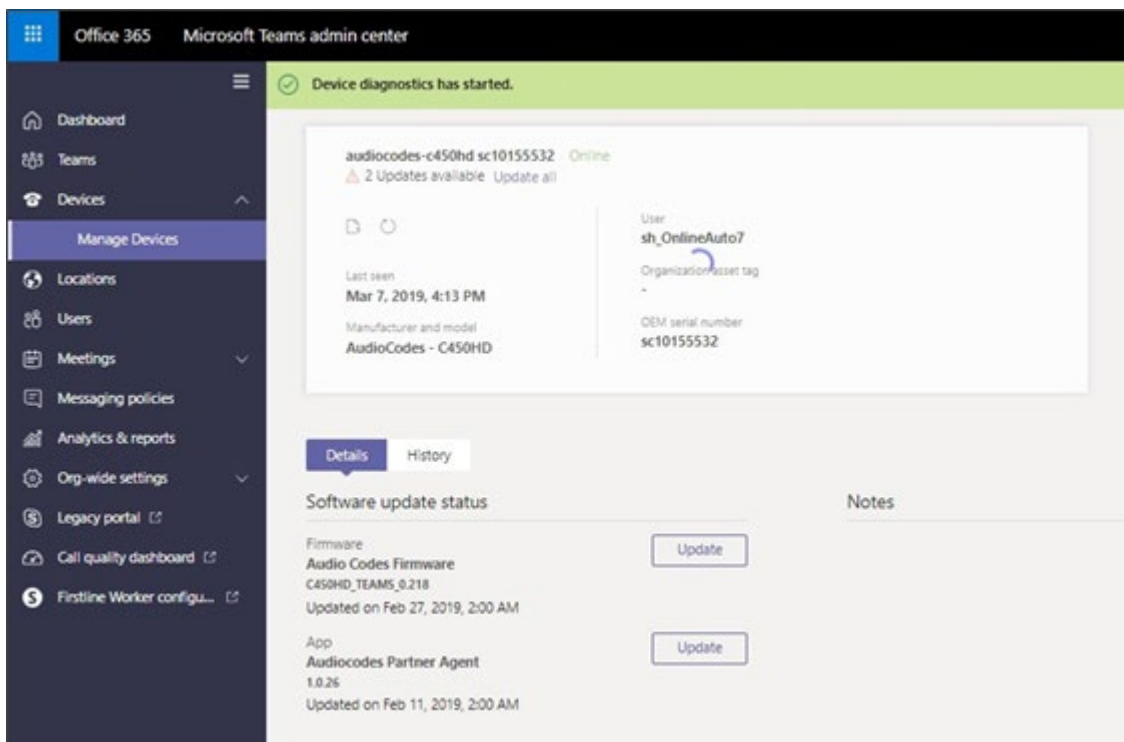 Office 365 Microsoft Teams admin center
Device diagnostics has started.
Dashboard
Teams
Devices
Manage Devices
Locations
Users
Meetings
Messaging policies
Analytics & reports
Org-wide settings
Legacy portal
Call quality dashboard
Firstline Worker configu...
audiocodes-c450hd sc10155532 Online
2 Updates available Update all
Last seen
Mar 7, 2019, 4:13 PM
Manufacturer and model
AudioCodes - C450HD
User
sh_OnlineAuto7
Organization asset tag
-
OEM serial number
sc10155532
Details History
Software update status
Firmware
Audio Codes Firmware
C450HD_TEAMS_0.218
Updated on Feb 27, 2019, 2:00 AM
Update
App
Audiocodes Partner Agent
1.0.26
Updated on Feb 11, 2019, 2:00 AM
Update
Notes